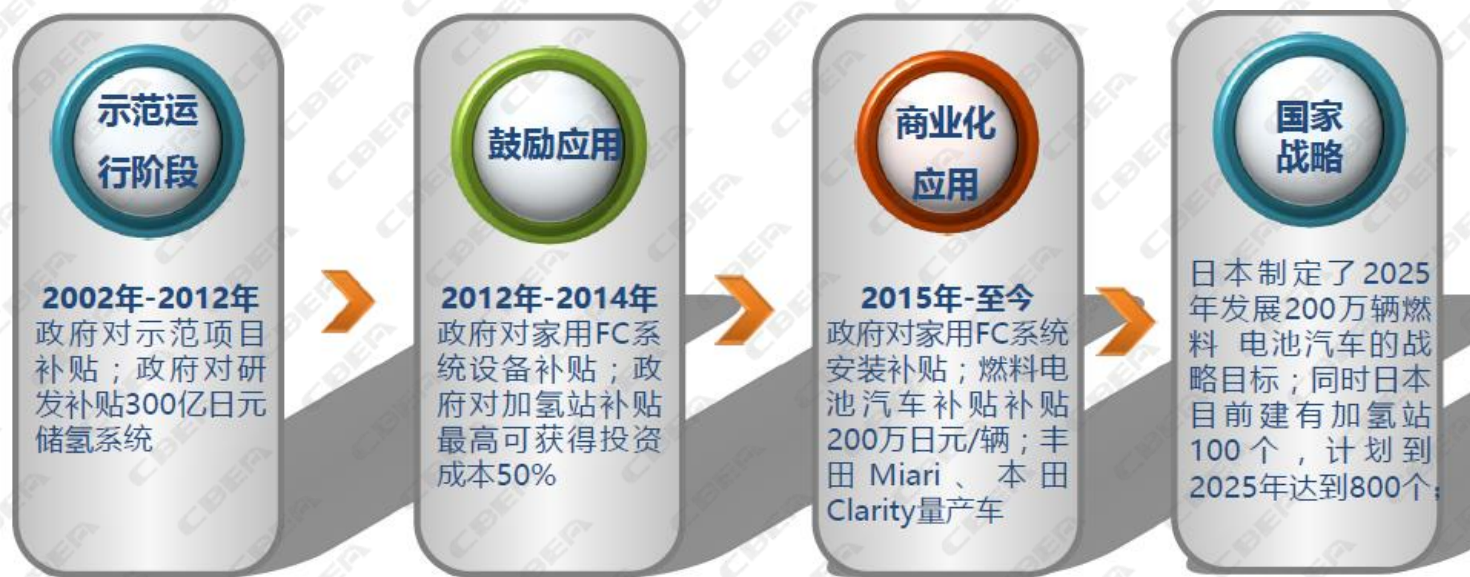 示范运
行阶段
2002年-2012年
政府对示范项目
补贴；政府对研
发补贴300亿日元
储氢系统
鼓励应用
2012年-2014年
政府对家用FC系
统设备补贴；政
府对加氢站补贴
最高可获得投资
成本50%
商业化
应用
2015年-至今
政府对家用FC系统
安装补贴；燃料电
池汽车补贴补贴
200万日元/辆；丰
田 Miari 、 本田
Clarity量产车
国家
战略
日本制定了2025
年发展200万辆燃
料 电池汽车的战
略目标；同时日本
目前建有加氢站
100个，计划到
2025年达到800个；
CBEA